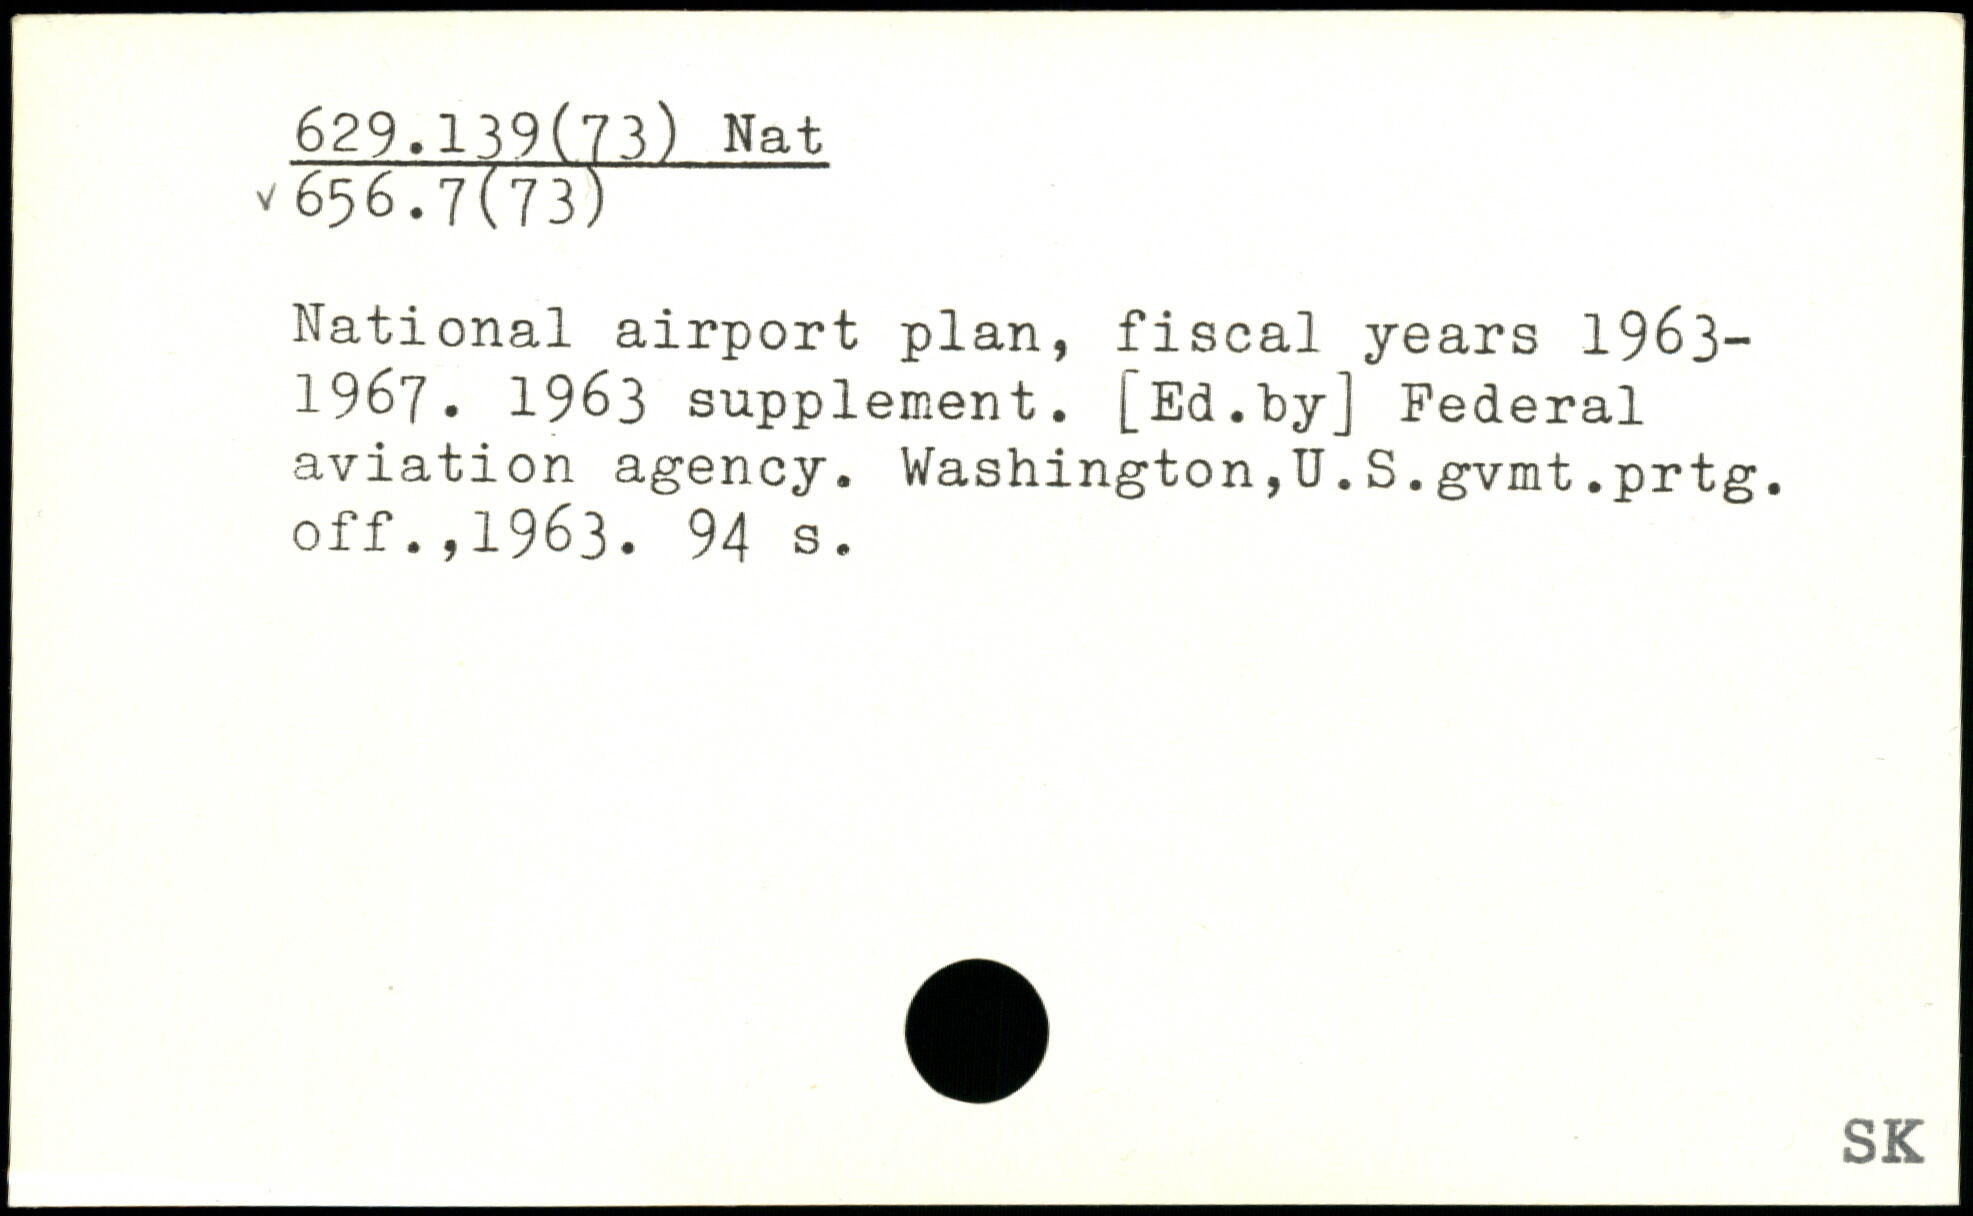 629.139(73) Nat
v 656.7(73)
National airport plan, fiscal years 1963-
1967. 1963 supplement. [Ed.by] Federal
aviation agency. Washington,U.S.gvmt.prtg.
off.,1963. 94 s.
SK